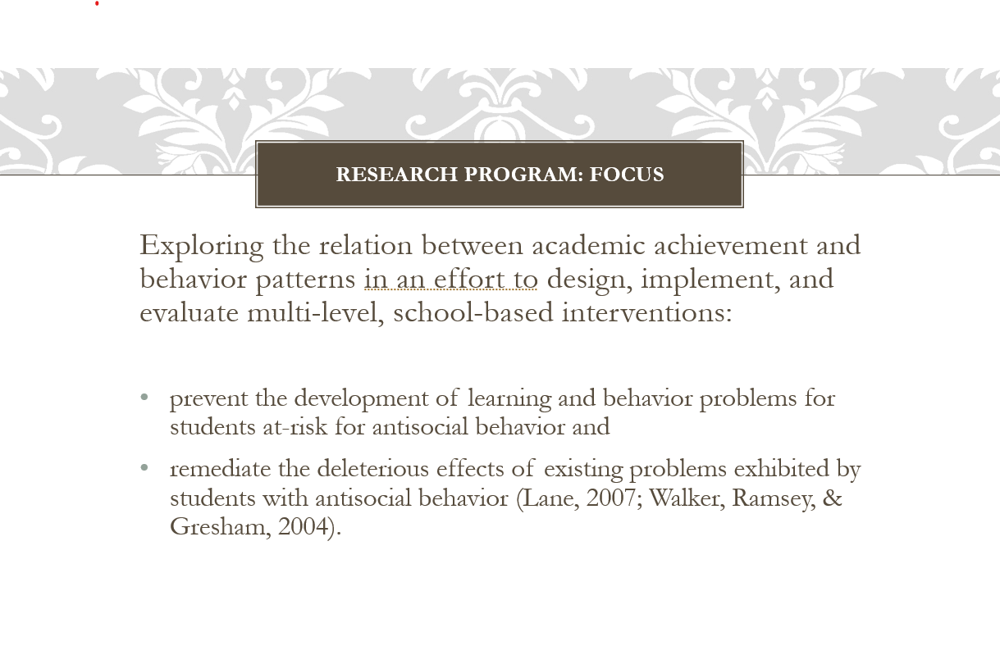 RESEARCH PROGRAM: FOCUS
Exploring the relation between academic achievement and
behavior patterns in an effort to design, implement, and
evaluate multi-level, school-based interventions:
• prevent the development of learning and behavior problems for
students at-risk for antisocial behavior and
• remediate the deleterious effects of existing problems exhibited by
students with antisocial behavior (Lane, 2007; Walker, Ramsey, &
Gresham, 2004).